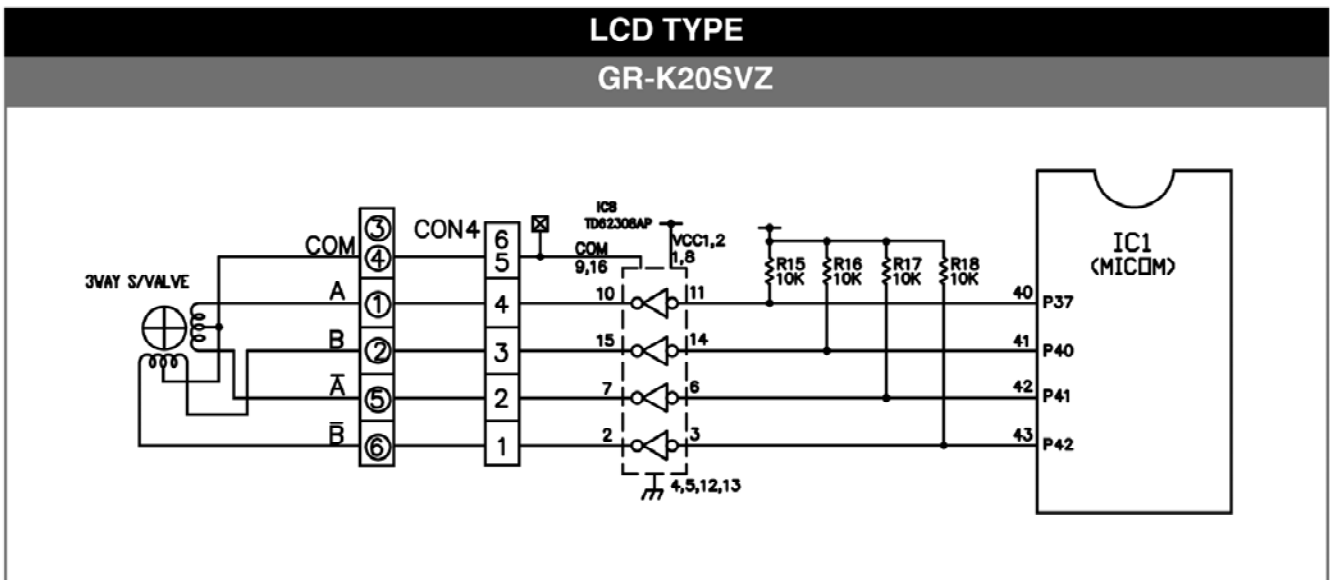 LCD TYPE
GR-K20SVZ
3WAY S/VALVE
COM
A
B
A̅
B̅
③
④
①
②
⑤
⑥
CON4
6
5
4
3
2
1
IC8
TD62308AP
COM
9,16
VCC1,2
1,8
10
11
15
14
7
6
2
3
4,5,12,13
R15
10K
R16
10K
R17
10K
R18
10K
IC1
(MICOM)
40 P37
41 P40
42 P41
43 P42